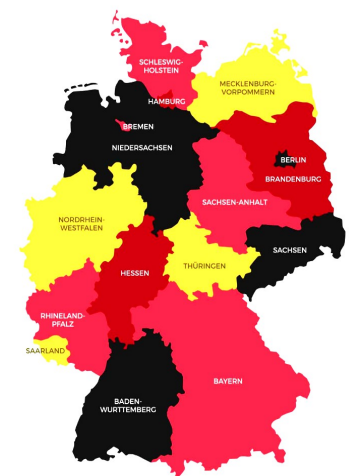 SCHLESWIG-
HOLSTEIN
MECKLENBURG-
VORPOMMERN
HAMBURG
BREMEN
NIEDERSACHSEN
BERLIN
BRANDENBURG
SACHSEN-ANHALT
NORDRHEIN-
WESTFALEN
SACHSEN
THÜRINGEN
HESSEN
RHINELAND-
PFALZ
SAARLAND
BAYERN
BADEN-
WURTTEMBERG